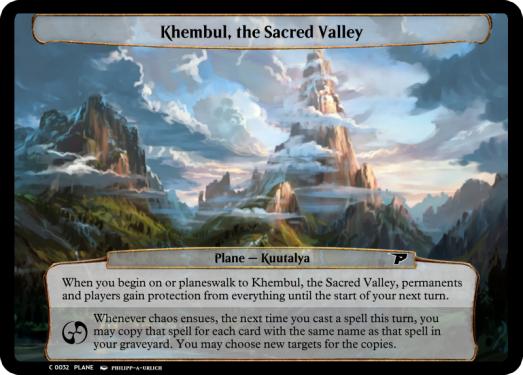 Khembul, the Sacred Valley
Plane — Kuutalya
When you begin on or planeswalk to Khembul, the Sacred Valley, permanents
and players gain protection from everything until the start of your next turn.
Whenever chaos ensues, the next time you cast a spell this turn, you
may copy that spell for each card with the same name as that spell in
your graveyard. You may choose new targets for the copies.
C 0032 PLANE PHILIPP-A-URLICH